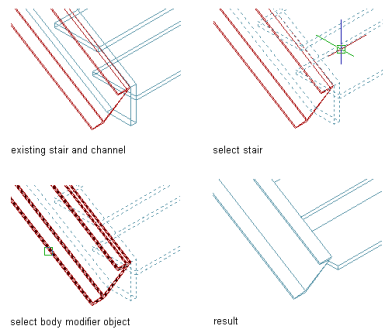 existing stair and channel
select stair
select body modifier object
result